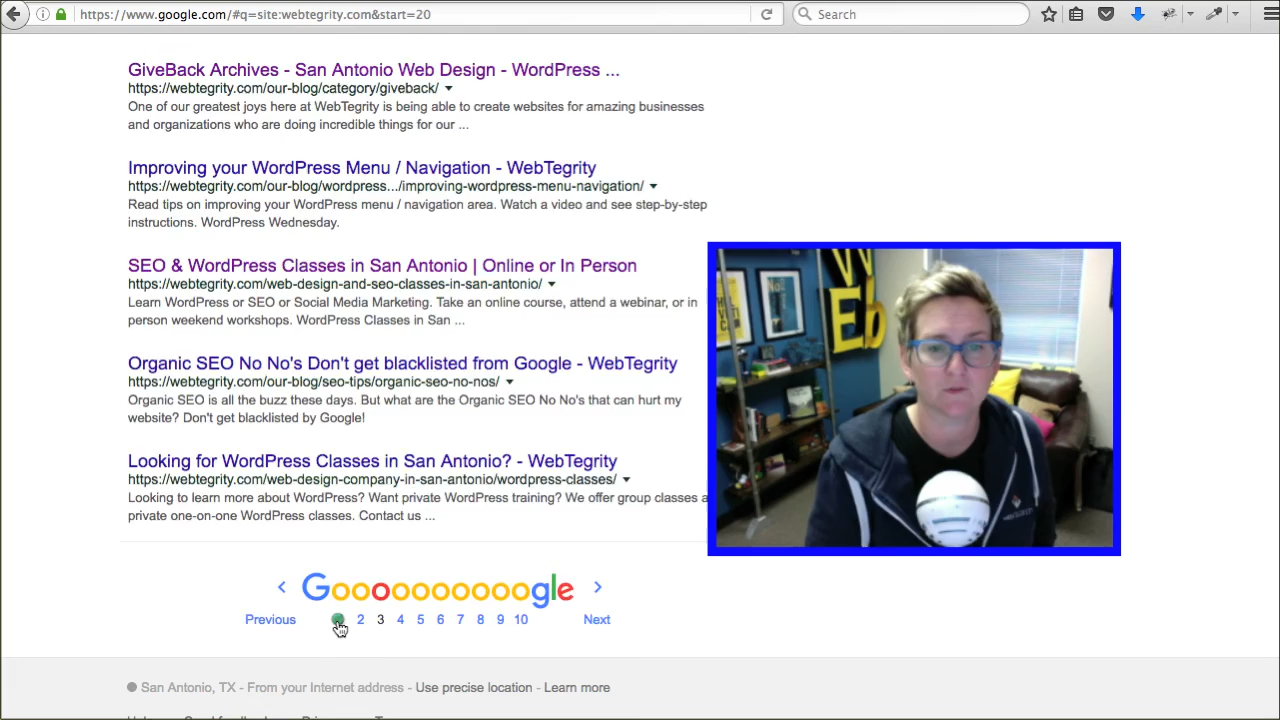 https://www.google.com/#q=site:webtegrity.com&start=20
Search
GiveBack Archives - San Antonio Web Design - WordPress ...
https://webtegrity.com/our-blog/category/giveback/
One of our greatest joys here at WebTegrity is being able to create websites for amazing businesses
and organizations who are doing incredible things for our ...
Improving your WordPress Menu / Navigation - WebTegrity
https://webtegrity.com/our-blog/wordpress.../improving-wordpress-menu-navigation/
Read tips on improving your WordPress menu / navigation area. Watch a video and see step-by-step
instructions. WordPress Wednesday.
SEO & WordPress Classes in San Antonio | Online or In Person
https://webtegrity.com/web-design-and-seo-classes-in-san-antonio/
Learn WordPress or SEO or Social Media Marketing. Take an online course, attend a webinar, or in
person weekend workshops. WordPress Classes in San ...
Organic SEO No No's Don't get blacklisted from Google - WebTegrity
https://webtegrity.com/our-blog/seo-tips/organic-seo-no-nos/
Organic SEO is all the buzz these days. But what are the Organic SEO No No's that can hurt my
website? Don't get blacklisted by Google!
Looking for WordPress Classes in San Antonio? - WebTegrity
https://webtegrity.com/web-design-company-in-san-antonio/wordpress-classes/
Looking to learn more about WordPress? Want private WordPress training? We offer group classes a
private one-on-one WordPress classes. Contact us ...
W
Eb
Gooooooooooogle
Previous 2 3 4 5 6 7 8 9 10 Next
San Antonio, TX - From your Internet address - Use precise location - Learn more